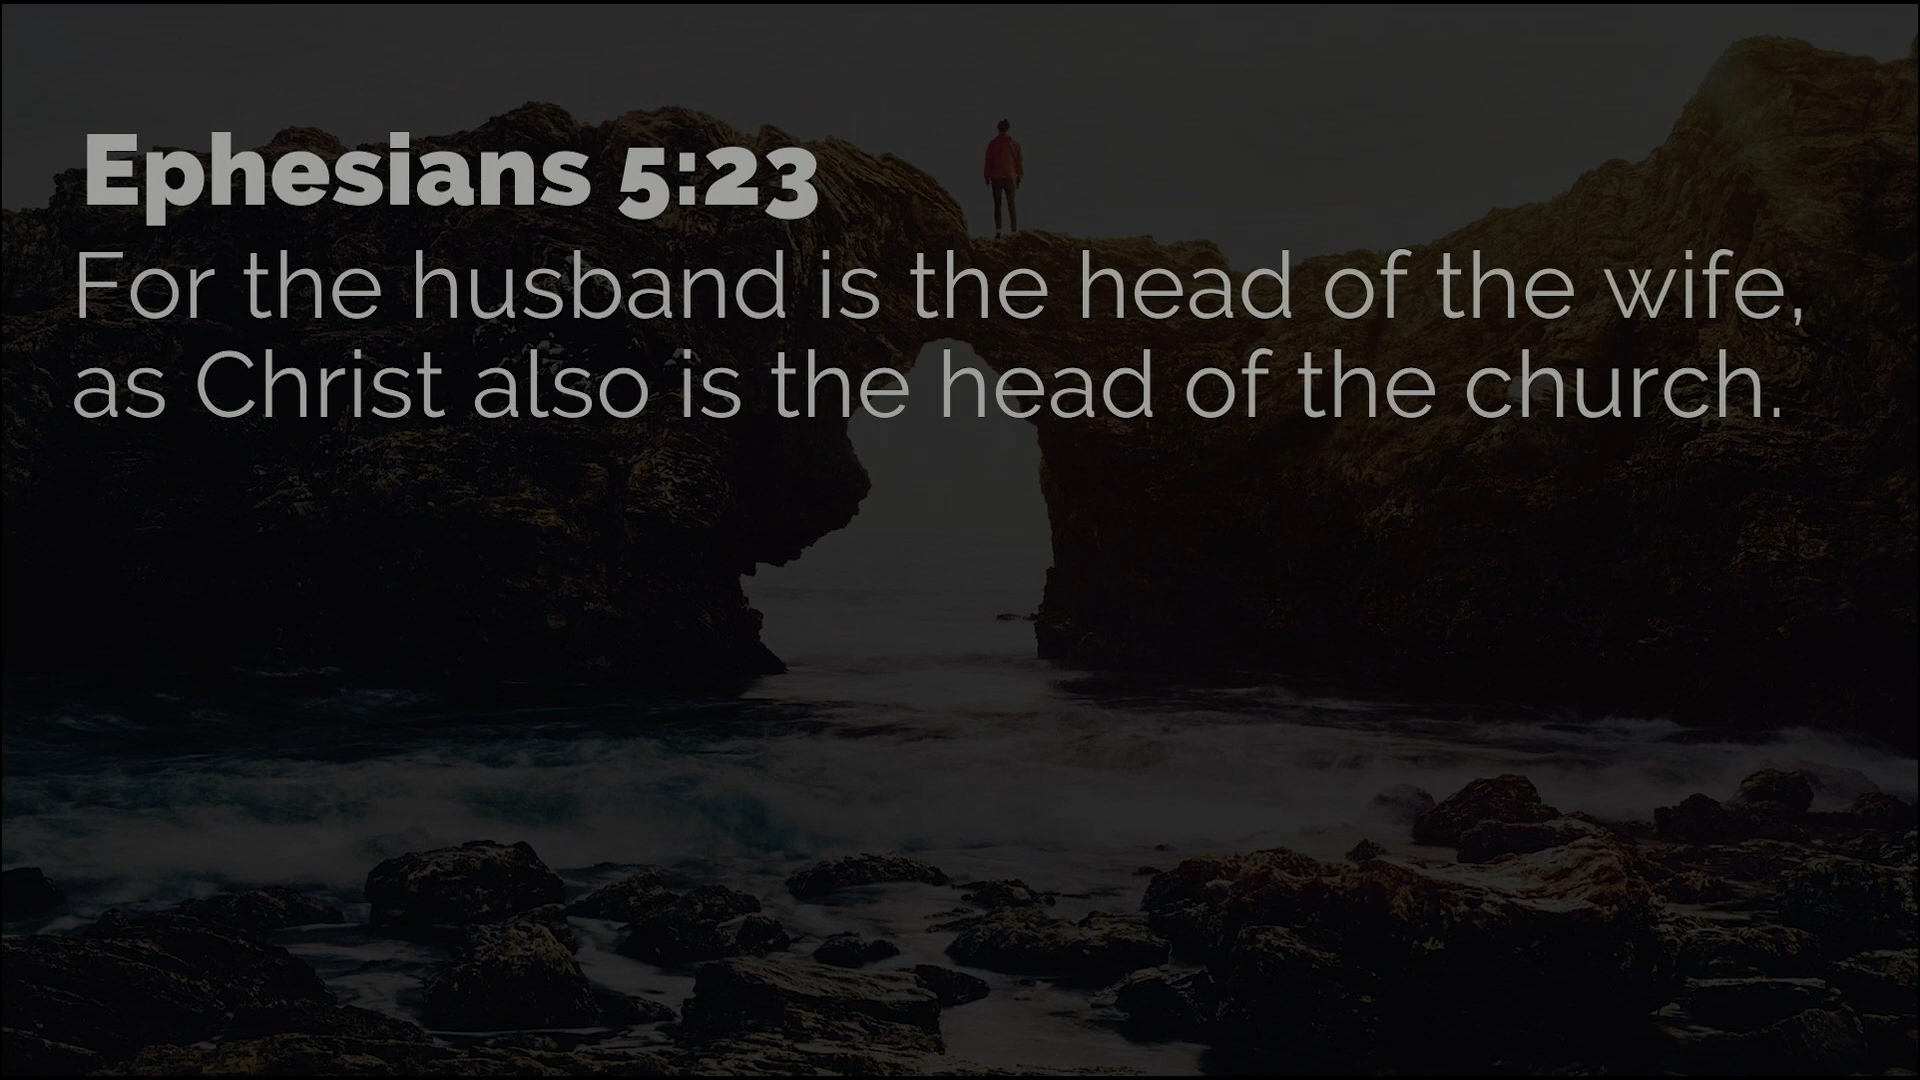 Ephesians 5:23
For the husband is the head of the wife,
as Christ also is the head of the church.